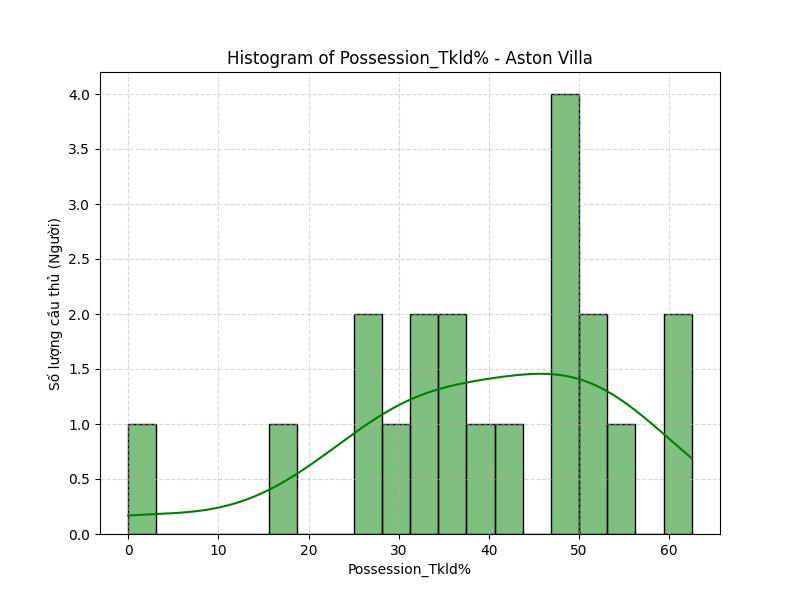 Histogram of Possession_Tkld% - Aston Villa
4.0
3.5
3.0
2.5
2.0
1.5
1.0
0.5
0.0
Số lượng cầu thủ (Người)
0 10 20 30 40 50 60
Possession_Tkld%